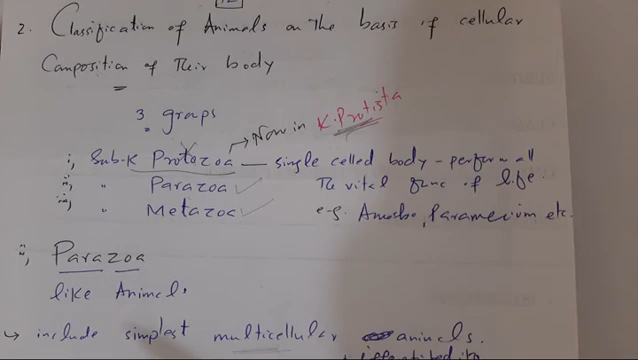 2. Classification of Animals on the basis of cellular
Composition of Their body
3 groups
→ Now in K. Protista
i, Sub-K Protozoa — single celled body - perform all
ii, " Parazoa ✓ The vital func of life
iii, " Metazoa ✓ e.g. Amoeba, Paramecium etc.
ii, Parazoa
like Animals
↳ include simplest multicellular animals.